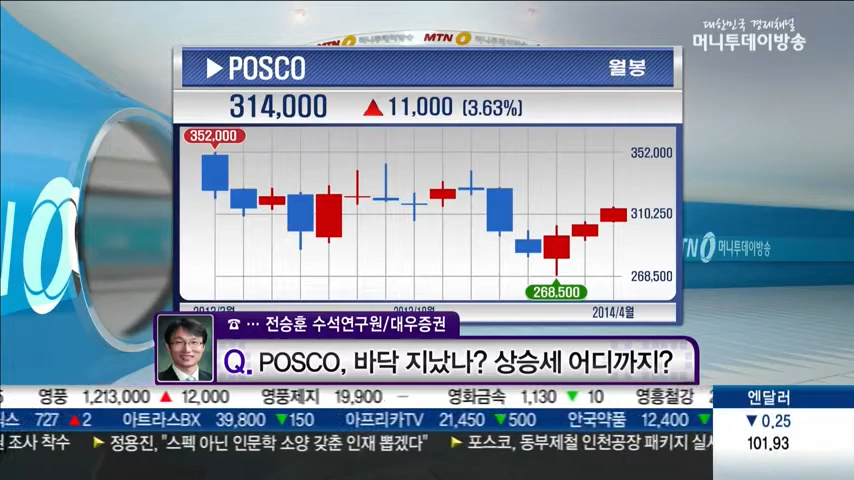 대한민국 경제채널
머니투데이방송
MTN 머니투데이방송
MTN
▶POSCO 월봉
314,000 ▲ 11,000 (3.63%)
352,000
352,000
310,250
268,500
268,500
2013/10월
2014/4월
MTN 머니투데이방송
☎ … 전승훈 수석연구원/대우증권
Q. POSCO, 바닥 지났나? 상승세 어디까지?
영풍 1,213,000 ▲ 12,000 영풍제지 19,900 – 영화금속 1,130 ▼ 10 영흥철강
727 ▲2 아트라스BX 39,800 ▼150 아프리카TV 21,450 ▼500 안국약품 12,400 ▼
조사 착수 ▶ 정용진, "스펙 아닌 인문학 소양 갖춘 인재 뽑겠다" ▶ 포스코, 동부제철 인천공장 패키지 실
엔달러
▼0.25
101.93